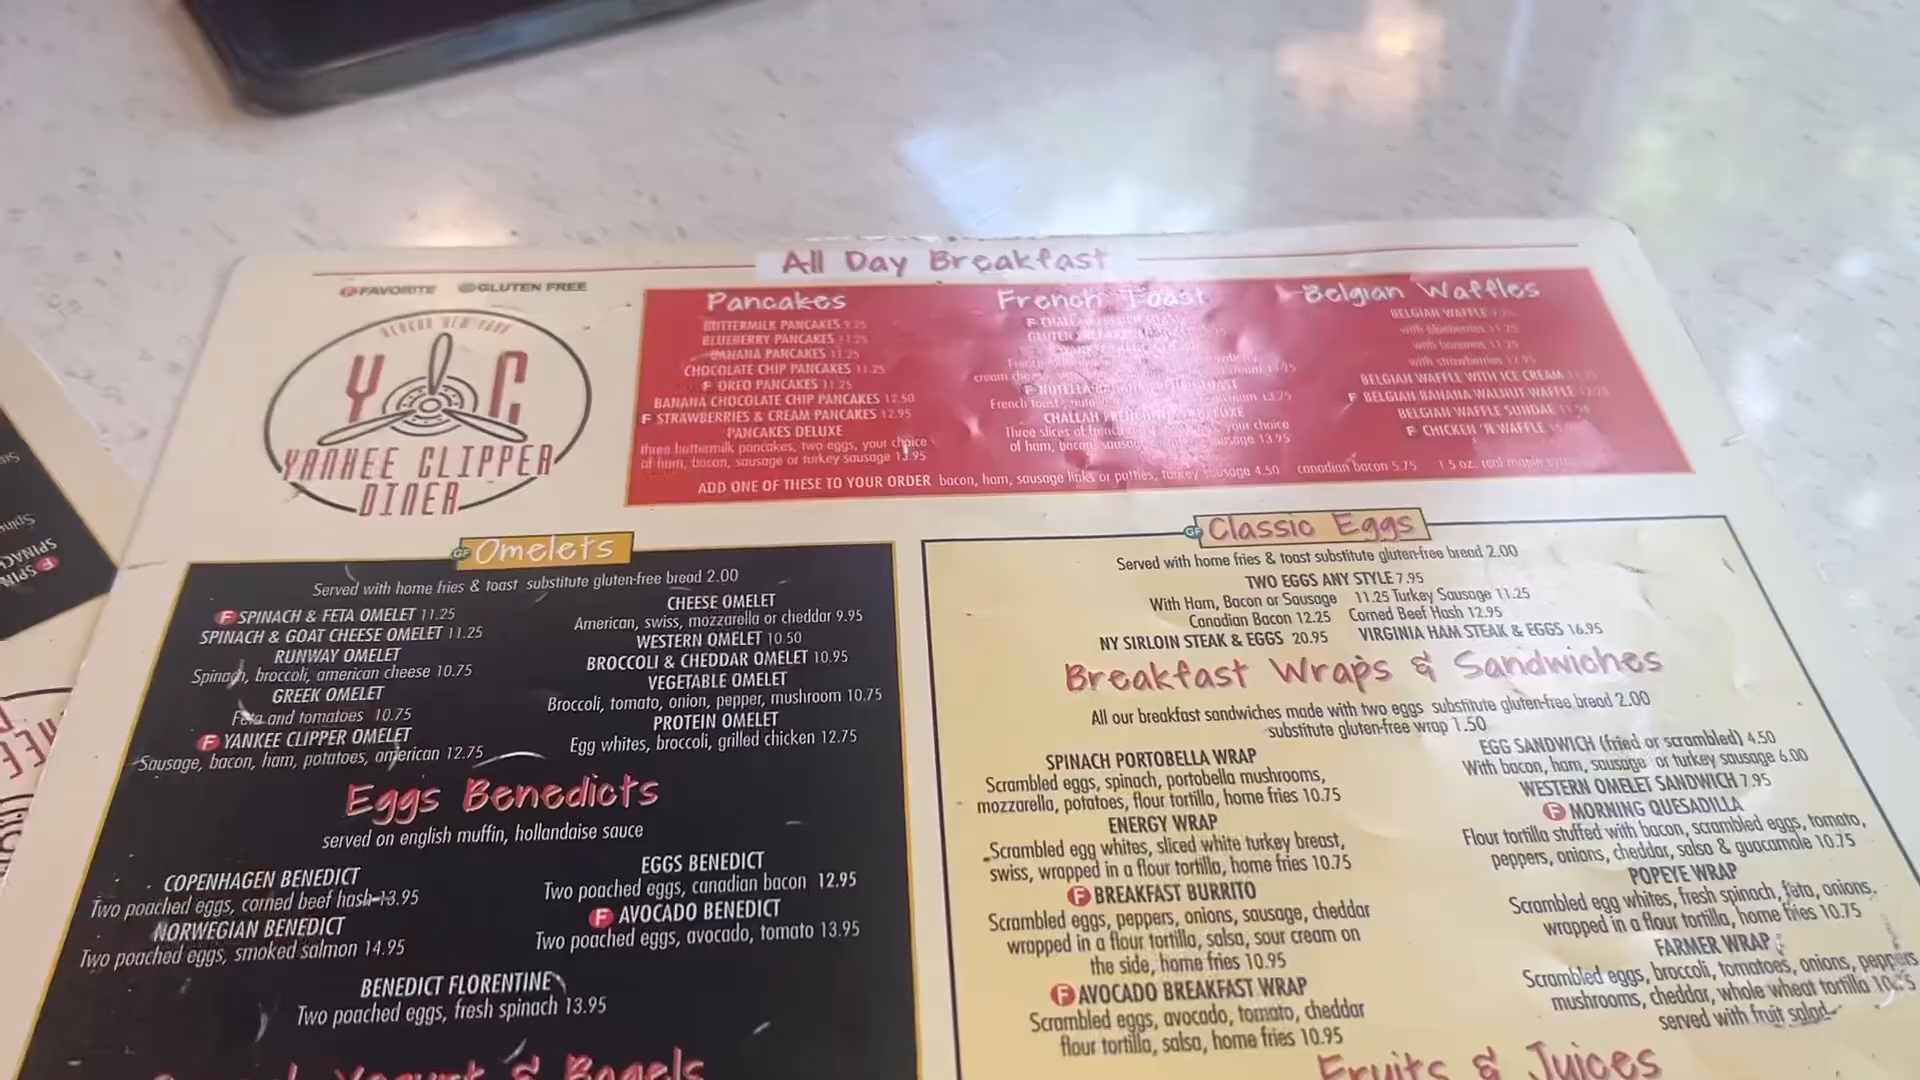 All Day Breakfast
FAVORITE GLUTEN FREE
BEACON NEW YORK
Y C
YANKEE CLIPPER
DINER
Pancakes
BUTTERMILK PANCAKES 9.25
BLUEBERRY PANCAKES 11.25
BANANA PANCAKES 11.25
CHOCOLATE CHIP PANCAKES 11.25
F OREO PANCAKES 11.25
BANANA CHOCOLATE CHIP PANCAKES 12.50
F STRAWBERRIES & CREAM PANCAKES 12.95
PANCAKES DELUXE
three buttermilk pancakes, two eggs, your choice
of ham, bacon, sausage or turkey sausage 13.95
French Toast
F
GLUTEN
cream
F NUTELLA
French toast
CHALLAH
Three slices of your choice
of ham, bacon, sausage 13.95
Belgian Waffles
BELGIAN WAFFLE
with blueberries 11.25
with bananas 11.25
with strawberries 12.95
BELGIAN WAFFLE WITH ICE CREAM
F BELGIAN BANANA WALNUT WAFFLE
BELGIAN WAFFLE SUNDAE
F CHICKEN 'N WAFFLE
ADD ONE OF THESE TO YOUR ORDER bacon, ham, sausage links or patties, turkey sausage 4.50 canadian bacon 5.75 1.5 oz. real maple
GF Omelets
Served with home fries & toast substitute gluten-free bread 2.00
F SPINACH & FETA OMELET 11.25
SPINACH & GOAT CHEESE OMELET 11.25
RUNWAY OMELET
Spinach, broccoli, american cheese 10.75
GREEK OMELET
Feta and tomatoes 10.75
F YANKEE CLIPPER OMELET
Sausage, bacon, ham, potatoes, american 12.75
CHEESE OMELET
American, swiss, mozzarella or cheddar 9.95
WESTERN OMELET 10.50
BROCCOLI & CHEDDAR OMELET 10.95
VEGETABLE OMELET
Broccoli, tomato, onion, pepper, mushroom 10.75
PROTEIN OMELET
Egg whites, broccoli, grilled chicken 12.75
Eggs Benedicts
served on english muffin, hollandaise sauce
COPENHAGEN BENEDICT
Two poached eggs, corned beef hash 13.95
NORWEGIAN BENEDICT
Two poached eggs, smoked salmon 14.95
EGGS BENEDICT
Two poached eggs, canadian bacon 12.95
F AVOCADO BENEDICT
Two poached eggs, avocado, tomato 13.95
BENEDICT FLORENTINE
Two poached eggs, fresh spinach 13.95
Yogurt & Bagels
GF Classic Eggs
Served with home fries & toast substitute gluten-free bread 2.00
TWO EGGS ANY STYLE 7.95
With Ham, Bacon or Sausage 11.25 Turkey Sausage 11.25
Canadian Bacon 12.25 Corned Beef Hash 12.95
NY SIRLOIN STEAK & EGGS 20.95 VIRGINIA HAM STEAK & EGGS 16.95
Breakfast Wraps & Sandwiches
All our breakfast sandwiches made with two eggs substitute gluten-free bread 2.00
substitute gluten-free wrap 1.50
SPINACH PORTOBELLA WRAP
Scrambled eggs, spinach, portobella mushrooms,
mozzarella, potatoes, flour tortilla, home fries 10.75
ENERGY WRAP
Scrambled egg whites, sliced white turkey breast,
swiss, wrapped in a flour tortilla, home fries 10.75
F BREAKFAST BURRITO
Scrambled eggs, peppers, onions, sausage, cheddar
wrapped in a flour tortilla, salsa, sour cream on
the side, home fries 10.95
F AVOCADO BREAKFAST WRAP
Scrambled eggs, avocado, tomato, cheddar
flour tortilla, salsa, home fries 10.95
EGG SANDWICH (fried or scrambled) 4.50
With bacon, ham, sausage or turkey sausage 6.00
WESTERN OMELET SANDWICH 7.95
F MORNING QUESADILLA
Flour tortilla stuffed with bacon, scrambled eggs, tomato,
peppers, onions, cheddar, salsa & guacamole 10.75
POPEYE WRAP
Scrambled egg whites, fresh spinach, feta, onions,
wrapped in a flour tortilla, home fries 10.75
FARMER WRAP
Scrambled eggs, broccoli, tomatoes, onions, peppers
mushrooms, cheddar, whole wheat tortilla
served with fruit salad
Fruits & Juices